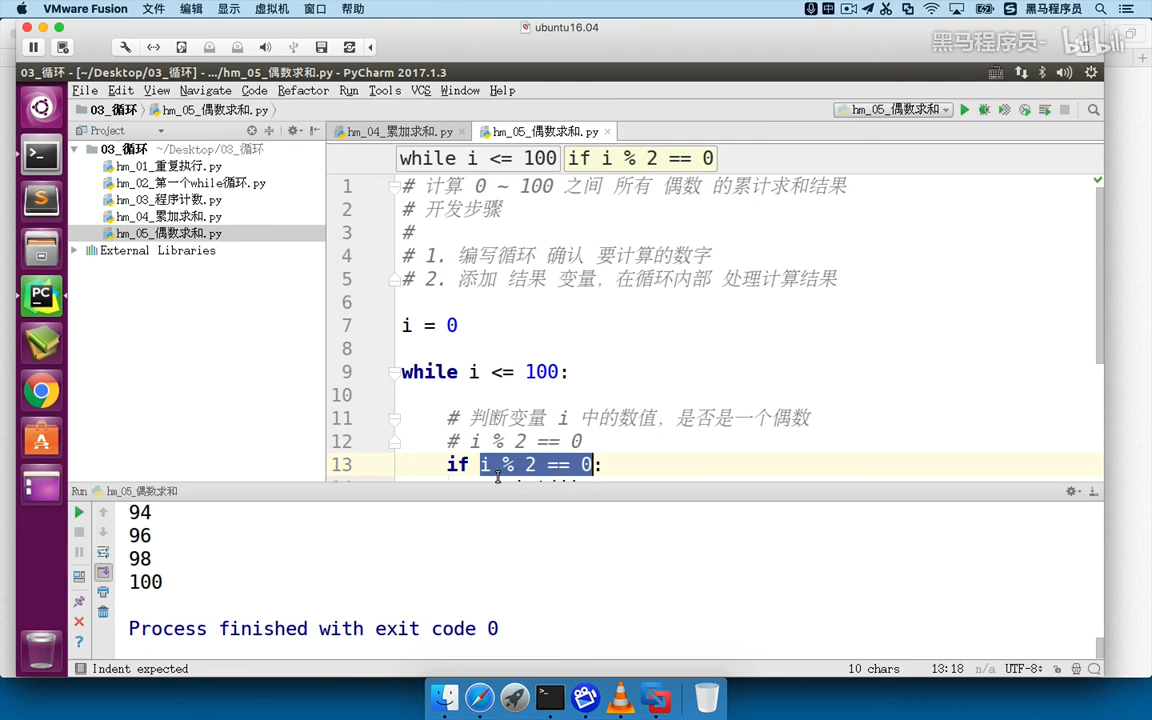 VMware Fusion 文件 编辑 显示 虚拟机 窗口 帮助 中 黑马程序员
ubuntu16.04
黑马程序员- bilibili
03_循环 - [~/Desktop/03_循环] - .../hm_05_偶数求和.py - PyCharm 2017.1.3
File Edit View Navigate Code Refactor Run Tools VCS Window Help
03_循环 hm_05_偶数求和.py hm_05_偶数求和
Project hm_04_累加求和.py hm_05_偶数求和.py
03_循环 ~/Desktop/03_循环
hm_01_重复执行.py
hm_02_第一个while循环.py
hm_03_程序计数.py
hm_04_累加求和.py
hm_05_偶数求和.py
External Libraries
while i <= 100 if i % 2 == 0
1 # 计算 0 ~ 100 之间 所有 偶数 的累计求和结果
2 # 开发步骤
3 #
4 # 1. 编写循环 确认 要计算的数字
5 # 2. 添加 结果 变量，在循环内部 处理计算结果
6
7 i = 0
8
9 while i <= 100:
10
11 # 判断变量 i 中的数值，是否是一个偶数
12 # i % 2 == 0
13 if i % 2 == 0:
Run hm_05_偶数求和
94
96
98
100
Process finished with exit code 0
Indent expected 10 chars 13:18 n/a UTF-8